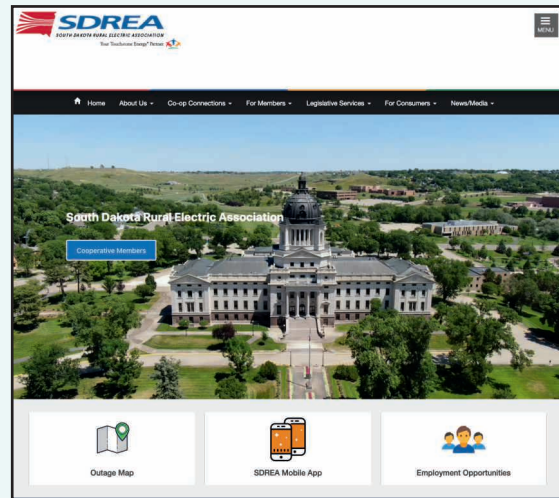 SDREA
SOUTH DAKOTA RURAL ELECTRIC ASSOCIATION
Your Touchstone Energy® Partner
MENU
Home About Us Co-op Connections For Members Legislative Services For Consumers News/Media
South Dakota Rural Electric Association
Cooperative Members
Outage Map SDREA Mobile App Employment Opportunities